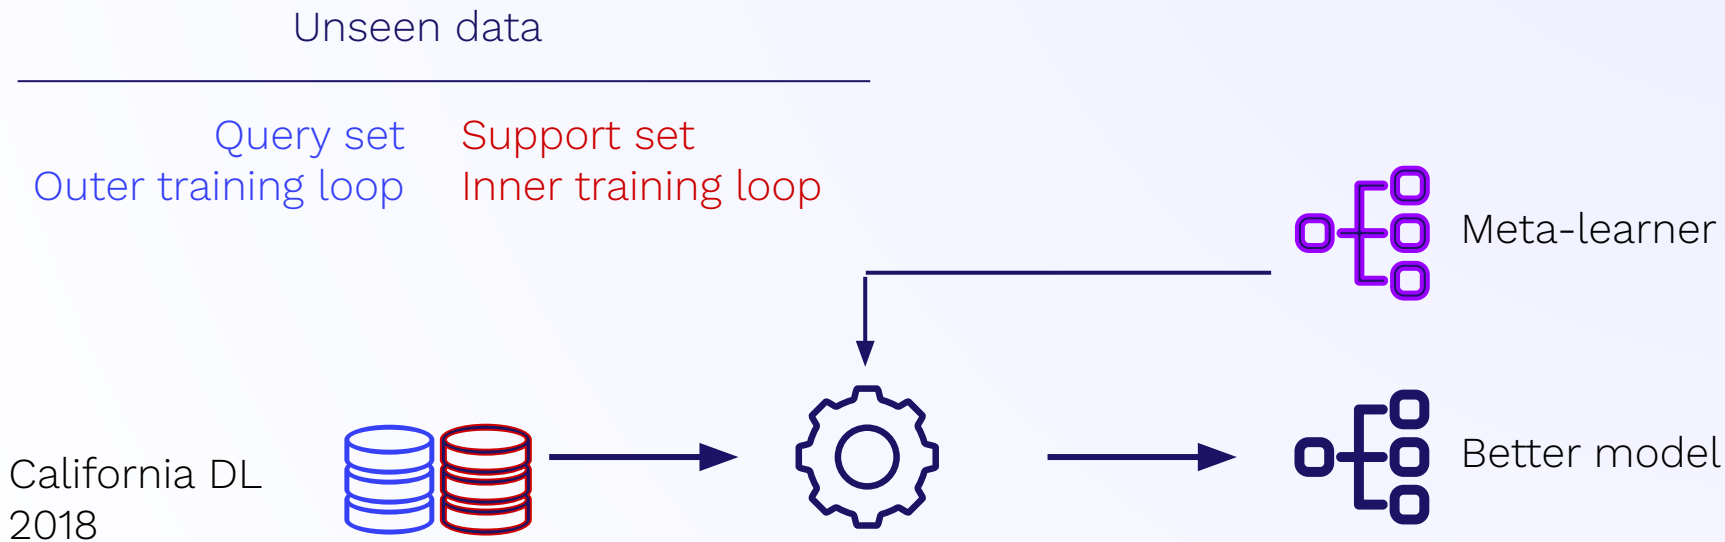 Unseen data
Query set
Outer training loop
Support set
Inner training loop
Meta-learner
California DL
2018
Better model